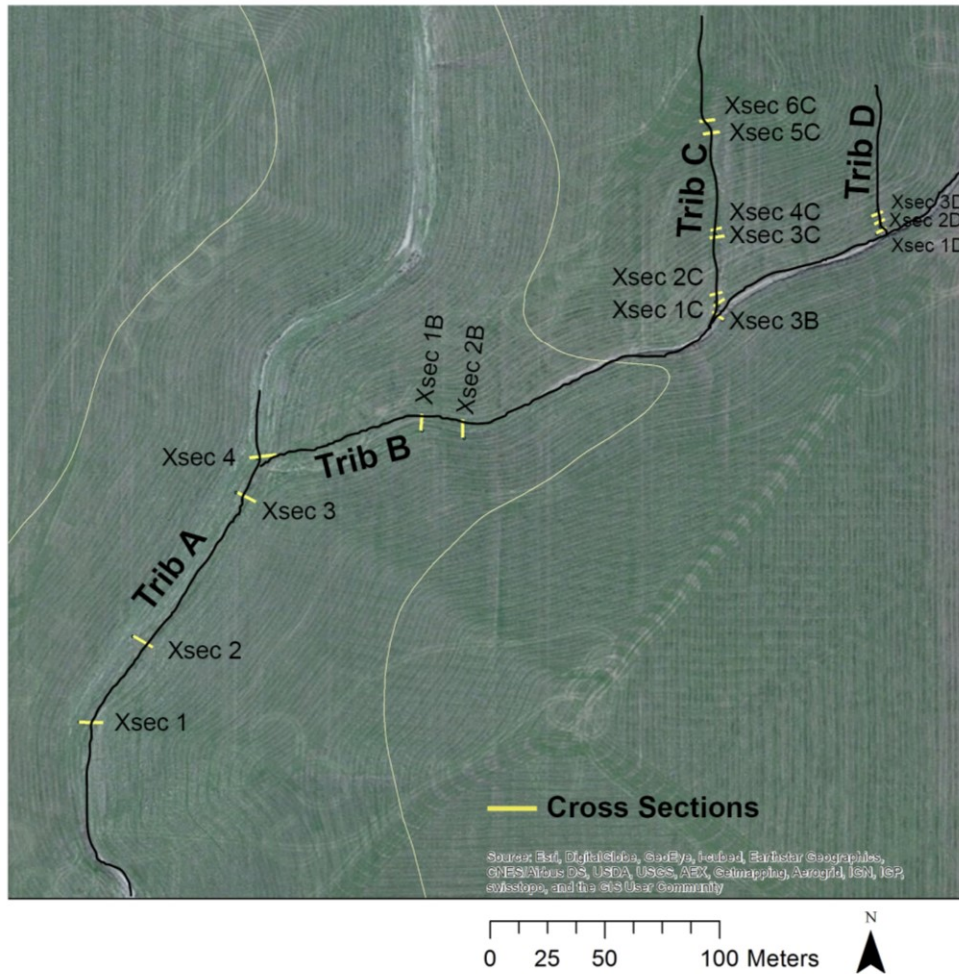 Xsec 6C
Xsec 5C
Trib C
Trib D
Xsec 4C
Xsec 3C
Xsec 3D
Xsec 2D
Xsec 1D
Xsec 2C
Xsec 1C
Xsec 3B
Xsec 1B
Xsec 2B
Trib B
Xsec 4
Xsec 3
Trib A
Xsec 2
Xsec 1
Cross Sections
Source: Esri, DigitalGlobe, GeoEye, i-cubed, Earthstar Geographics,
CNES/Airbus DS, USDA, USGS, AEX, Getmapping, Aerogrid, IGN, IGP,
swisstopo, and the GIS User Community
N
0 25 50 100 Meters